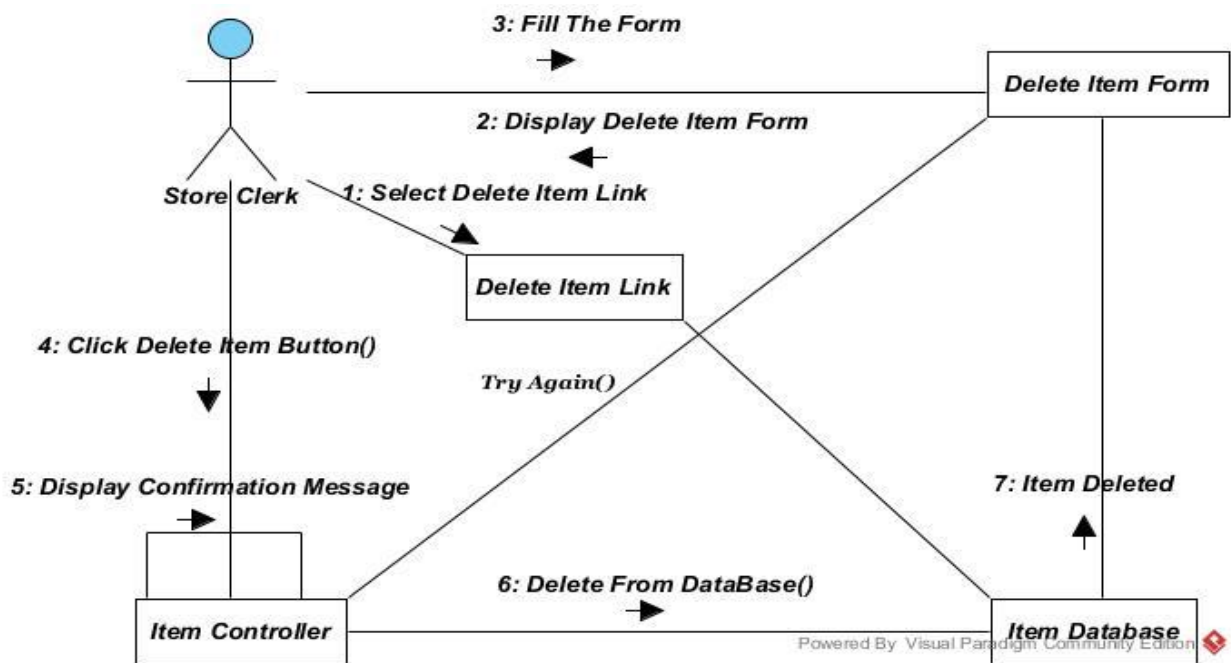 3: Fill The Form
Delete Item Form
2: Display Delete Item Form
Store Clerk
1: Select Delete Item Link
Delete Item Link
4: Click Delete Item Button()
Try Again()
5: Display Confirmation Message
7: Item Deleted
6: Delete From DataBase()
Item Controller
Item Database
Powered By Visual Paradigm Community Edition